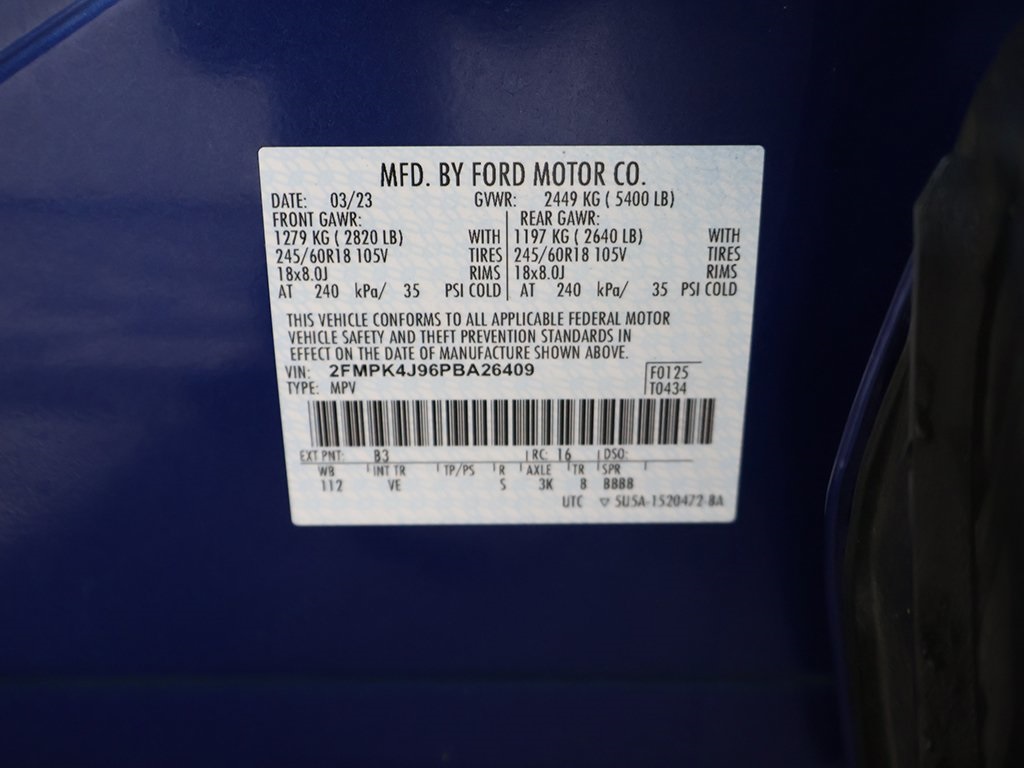 MFD. BY FORD MOTOR CO.
DATE: 03/23 GVWR: 2449 KG ( 5400 LB)
FRONT GAWR: REAR GAWR:
1279 KG ( 2820 LB) WITH 1197 KG ( 2640 LB) WITH
245/60R18 105V TIRES 245/60R18 105V TIRES
18x8.0J RIMS 18x8.0J RIMS
AT 240 kPa/ 35 PSI COLD AT 240 kPa/ 35 PSI COLD
THIS VEHICLE CONFORMS TO ALL APPLICABLE FEDERAL MOTOR
VEHICLE SAFETY AND THEFT PREVENTION STANDARDS IN
EFFECT ON THE DATE OF MANUFACTURE SHOWN ABOVE.
VIN: 2FMPK4J96PBA26409 F0125
TYPE: MPV T0434
EXT PNT: B3 RC: 16 DSO:
WB INT TR TP/PS R AXLE TR SPR
112 VE S 3K 8 BBBB
UTC ▽ 5U5A-1520472-BA